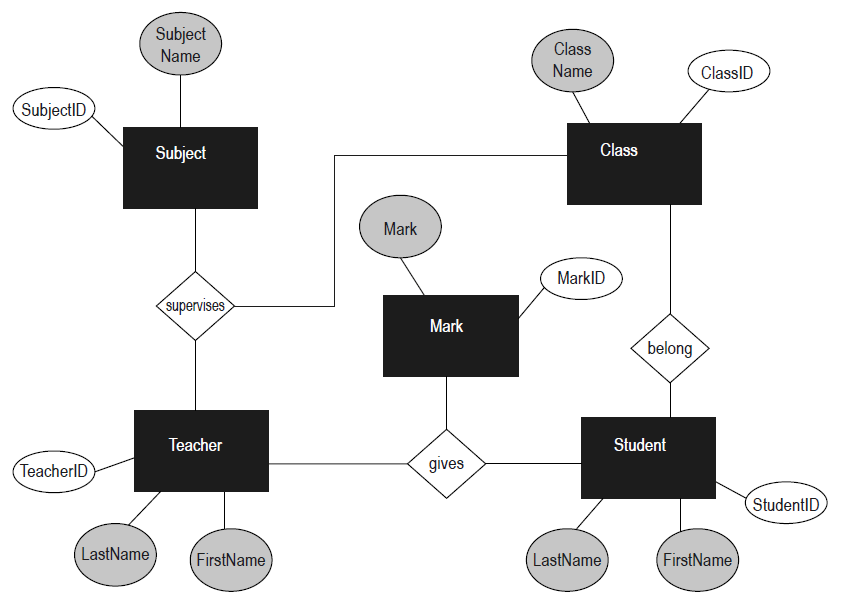 Subject
Name
Class
Name
ClassID
SubjectID
Subject
Class
Mark
MarkID
supervises
Mark
belong
Teacher
Student
TeacherID
gives
StudentID
LastName
FirstName
LastName
FirstName